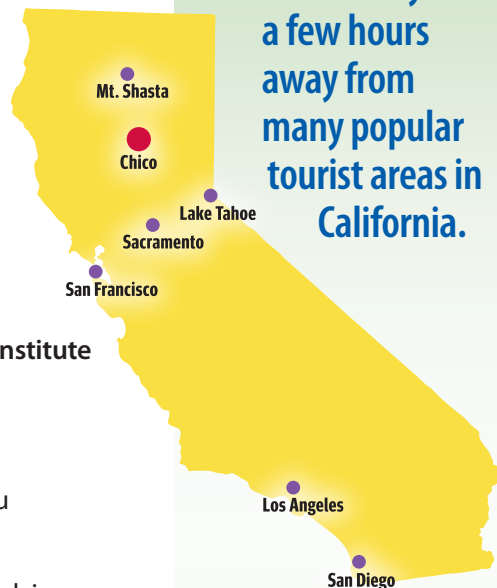 a few hours
away from
many popular
tourist areas in
California.
Mt. Shasta
Chico
Lake Tahoe
Sacramento
San Francisco
nstitute
u
Los Angeles
San Diego